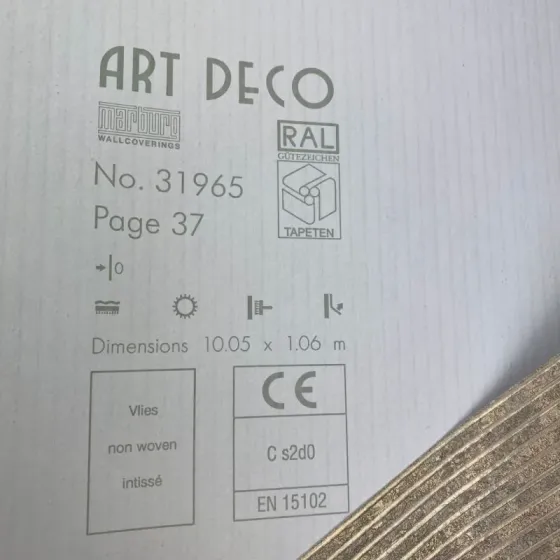 ART DECO
marburg
WALLCOVERINGS
RAL
GÜTEZEICHEN
TAPETEN
No. 31965
Page 37
0
Dimensions 10.05 x 1.06 m
Vlies
non woven
intissé
CE
C s2d0
EN 15102